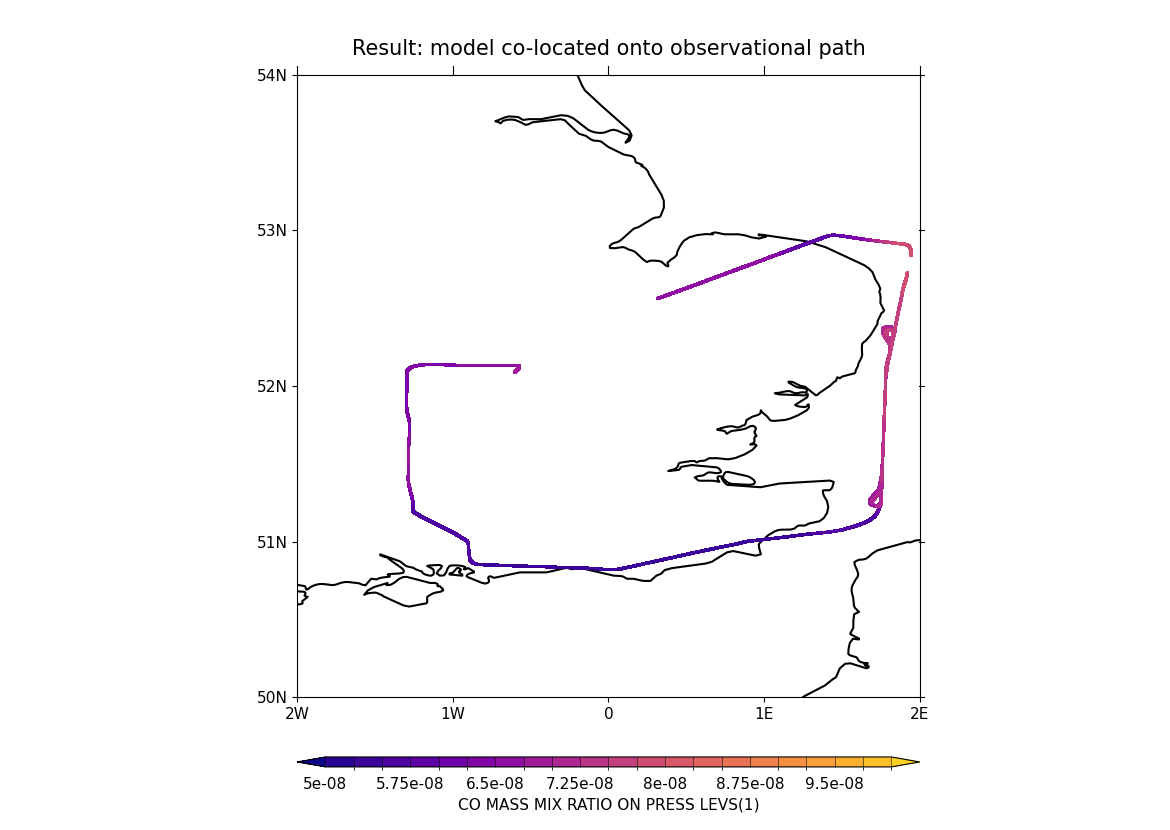 Result: model co-located onto observational path
54N
53N
52N
51N
50N
2W 1W 0 1E 2E
5e-08 5.75e-08 6.5e-08 7.25e-08 8e-08 8.75e-08 9.5e-08
CO MASS MIX RATIO ON PRESS LEVS(1)